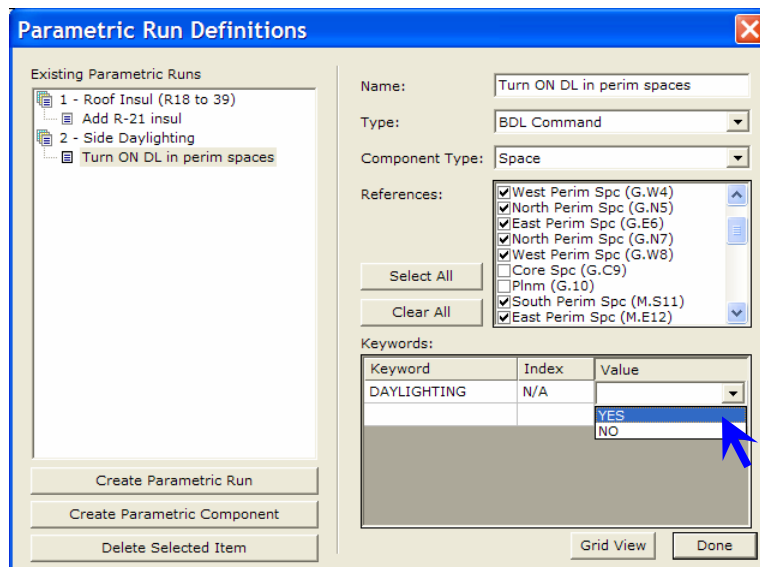 Parametric Run Definitions
Existing Parametric Runs
1 - Roof Insul (R18 to 39)
Add R-21 insul
2 - Side Daylighting
Turn ON DL in perim spaces
Create Parametric Run
Create Parametric Component
Delete Selected Item
Name: Turn ON DL in perim spaces
Type: BDL Command
Component Type: Space
References:
West Perim Spc (G.W4)
North Perim Spc (G.N5)
East Perim Spc (G.E6)
North Perim Spc (G.N7)
West Perim Spc (G.W8)
Core Spc (G.C9)
Plnm (G.10)
South Perim Spc (M.S11)
East Perim Spc (M.E12)
Select All
Clear All
Keywords:
Keyword Index Value
DAYLIGHTING N/A
YES
NO
Grid View Done